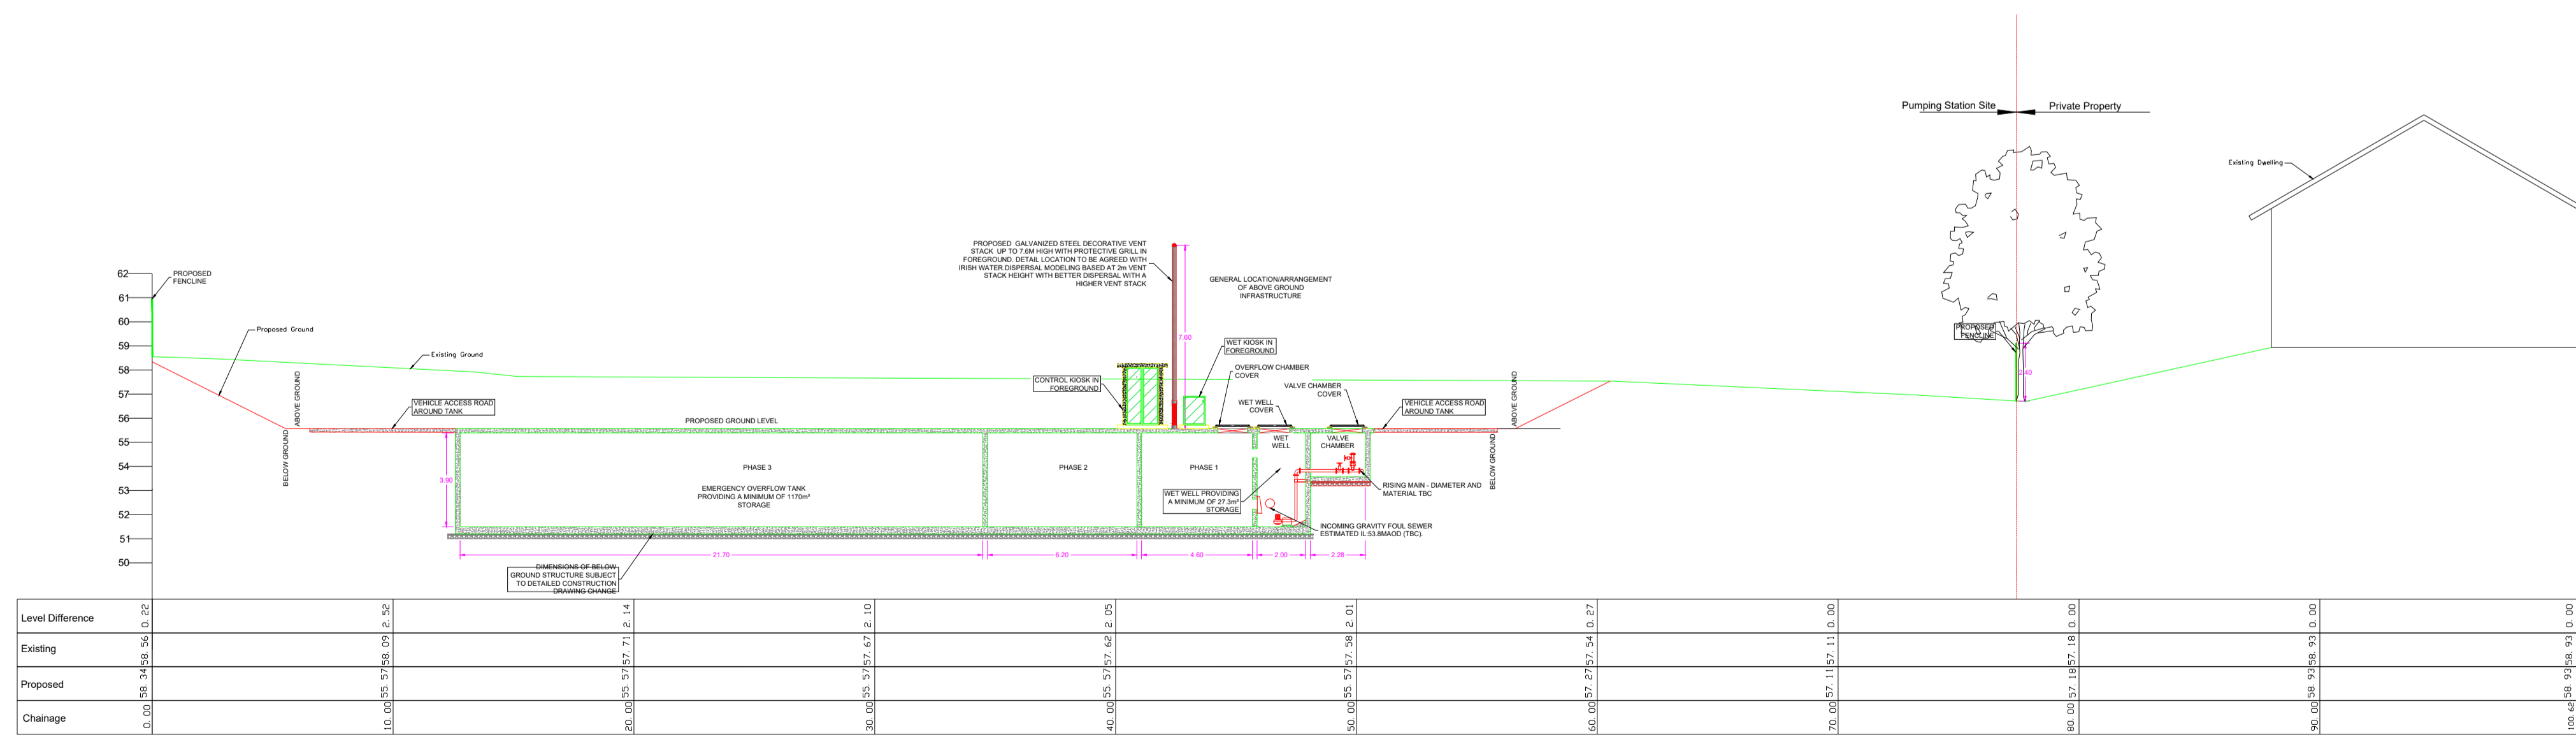 Pumping Station Site
Private Property
Existing Dwelling
PROPOSED
FENCLINE
PROPOSED GALVANIZED STEEL DECORATIVE VENT
STACK UP TO 7.6M HIGH WITH PROTECTIVE GRILL IN
FOREGROUND. DETAIL LOCATION TO BE AGREED WITH
IRISH WATER.DISPERSAL MODELING BASED AT 2m VENT
STACK HEIGHT WITH BETTER DISPERSAL WITH A
HIGHER VENT STACK
GENERAL LOCATION/ARRANGEMENT
OF ABOVE GROUND
INFRASTRUCTURE
62
61
60
59
58
57
56
55
54
53
52
51
50
PROPOSED
FENCLINE
Proposed Ground
Existing Ground
7.60
WET KIOSK IN
FOREGROUND
OVERFLOW CHAMBER
COVER
CONTROL KIOSK IN
FOREGROUND
VALVE CHAMBER
COVER
WET WELL
COVER
2.40
ABOVE GROUND
BELOW GROUND
VEHICLE ACCESS ROAD
AROUND TANK
PROPOSED GROUND LEVEL
VEHICLE ACCESS ROAD
AROUND TANK
ABOVE GROUND
BELOW GROUND
3.90
PHASE 3
PHASE 2
PHASE 1
WET
WELL
VALVE
CHAMBER
EMERGENCY OVERFLOW TANK
PROVIDING A MINIMUM OF 1170m³
STORAGE
WET WELL PROVIDING
A MINIMUM OF 27.3m³
STORAGE
RISING MAIN - DIAMETER AND
MATERIAL TBC
INCOMING GRAVITY FOUL SEWER
ESTIMATED IL:53.8MAOD (TBC).
21.70
6.20
4.60
2.00
2.28
DIMENSIONS OF BELOW
GROUND STRUCTURE SUBJECT
TO DETAILED CONSTRUCTION
DRAWING CHANGE
Level Difference 0.22 2.52 2.14 2.10 2.05 2.01 0.27 0.00 0.00 0.00 0.00
Existing 58.56 58.09 57.71 57.67 57.62 57.58 57.54 57.11 57.18 58.93 58.93
Proposed 58.34 55.57 55.57 55.57 55.57 55.57 57.27 57.11 57.18 58.93 58.93
Chainage 0.00 10.00 20.00 30.00 40.00 50.00 60.00 70.00 80.00 90.00 100.62